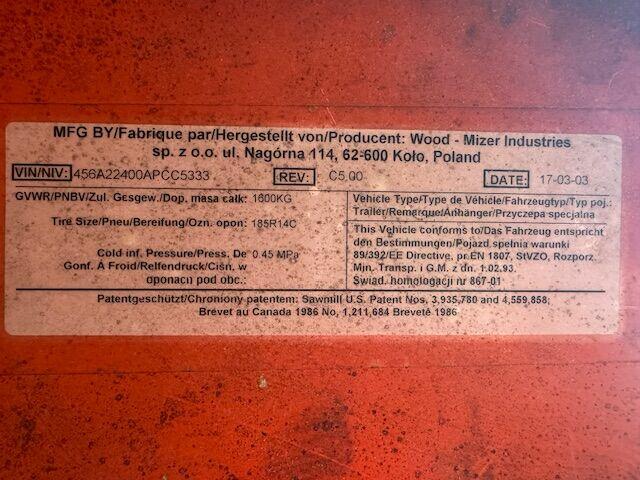 MFG BY/Fabrique par/Hergestellt von/Producent: Wood - Mizer Industries
sp. z o.o. ul. Nagórna 114, 62-600 Koło, Poland
VIN/NIV: 456A22400APCC5333 REV: C5.00 DATE: 17-03-03
GVWR/PNBV/Zul. Gesgew./Dop. masa całk: 1600KG
Tire Size/Pneu/Bereifung/Ozn. opon: 185R14C
Cold inf. Pressure/Press. De 0.45 MPa
Gonf. À Froid/Reifendruck/Ciśn. w
oponach pod obc.:
Vehicle Type/Type de Véhicle/Fahrzeugtyp/Typ poj.:
Trailer/Remarque/Anhänger/Przyczepa specjalna
This Vehicle conforms to/Das Fahrzeug entspricht
den Bestimmungen/Pojazd spełnia warunki
89/392/EE Directive, pr.EN 1807, StVZO, Rozporz.
Min. Transp. i G.M. z dn. 1.02.93.
Świad. homologacji nr 867-01
Patentgeschützt/Chroniony patentem: Sawmill U.S. Patent Nos. 3,935,780 and 4,559,858;
Brevet au Canada 1986 No, 1,211,684 Brevetê 1986